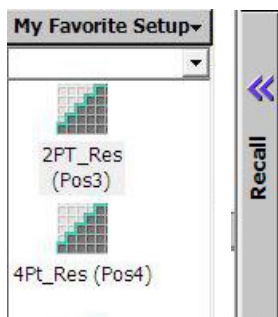 My Favorite Setup
2PT_Res
(Pos3)
4Pt_Res (Pos4)
Recall